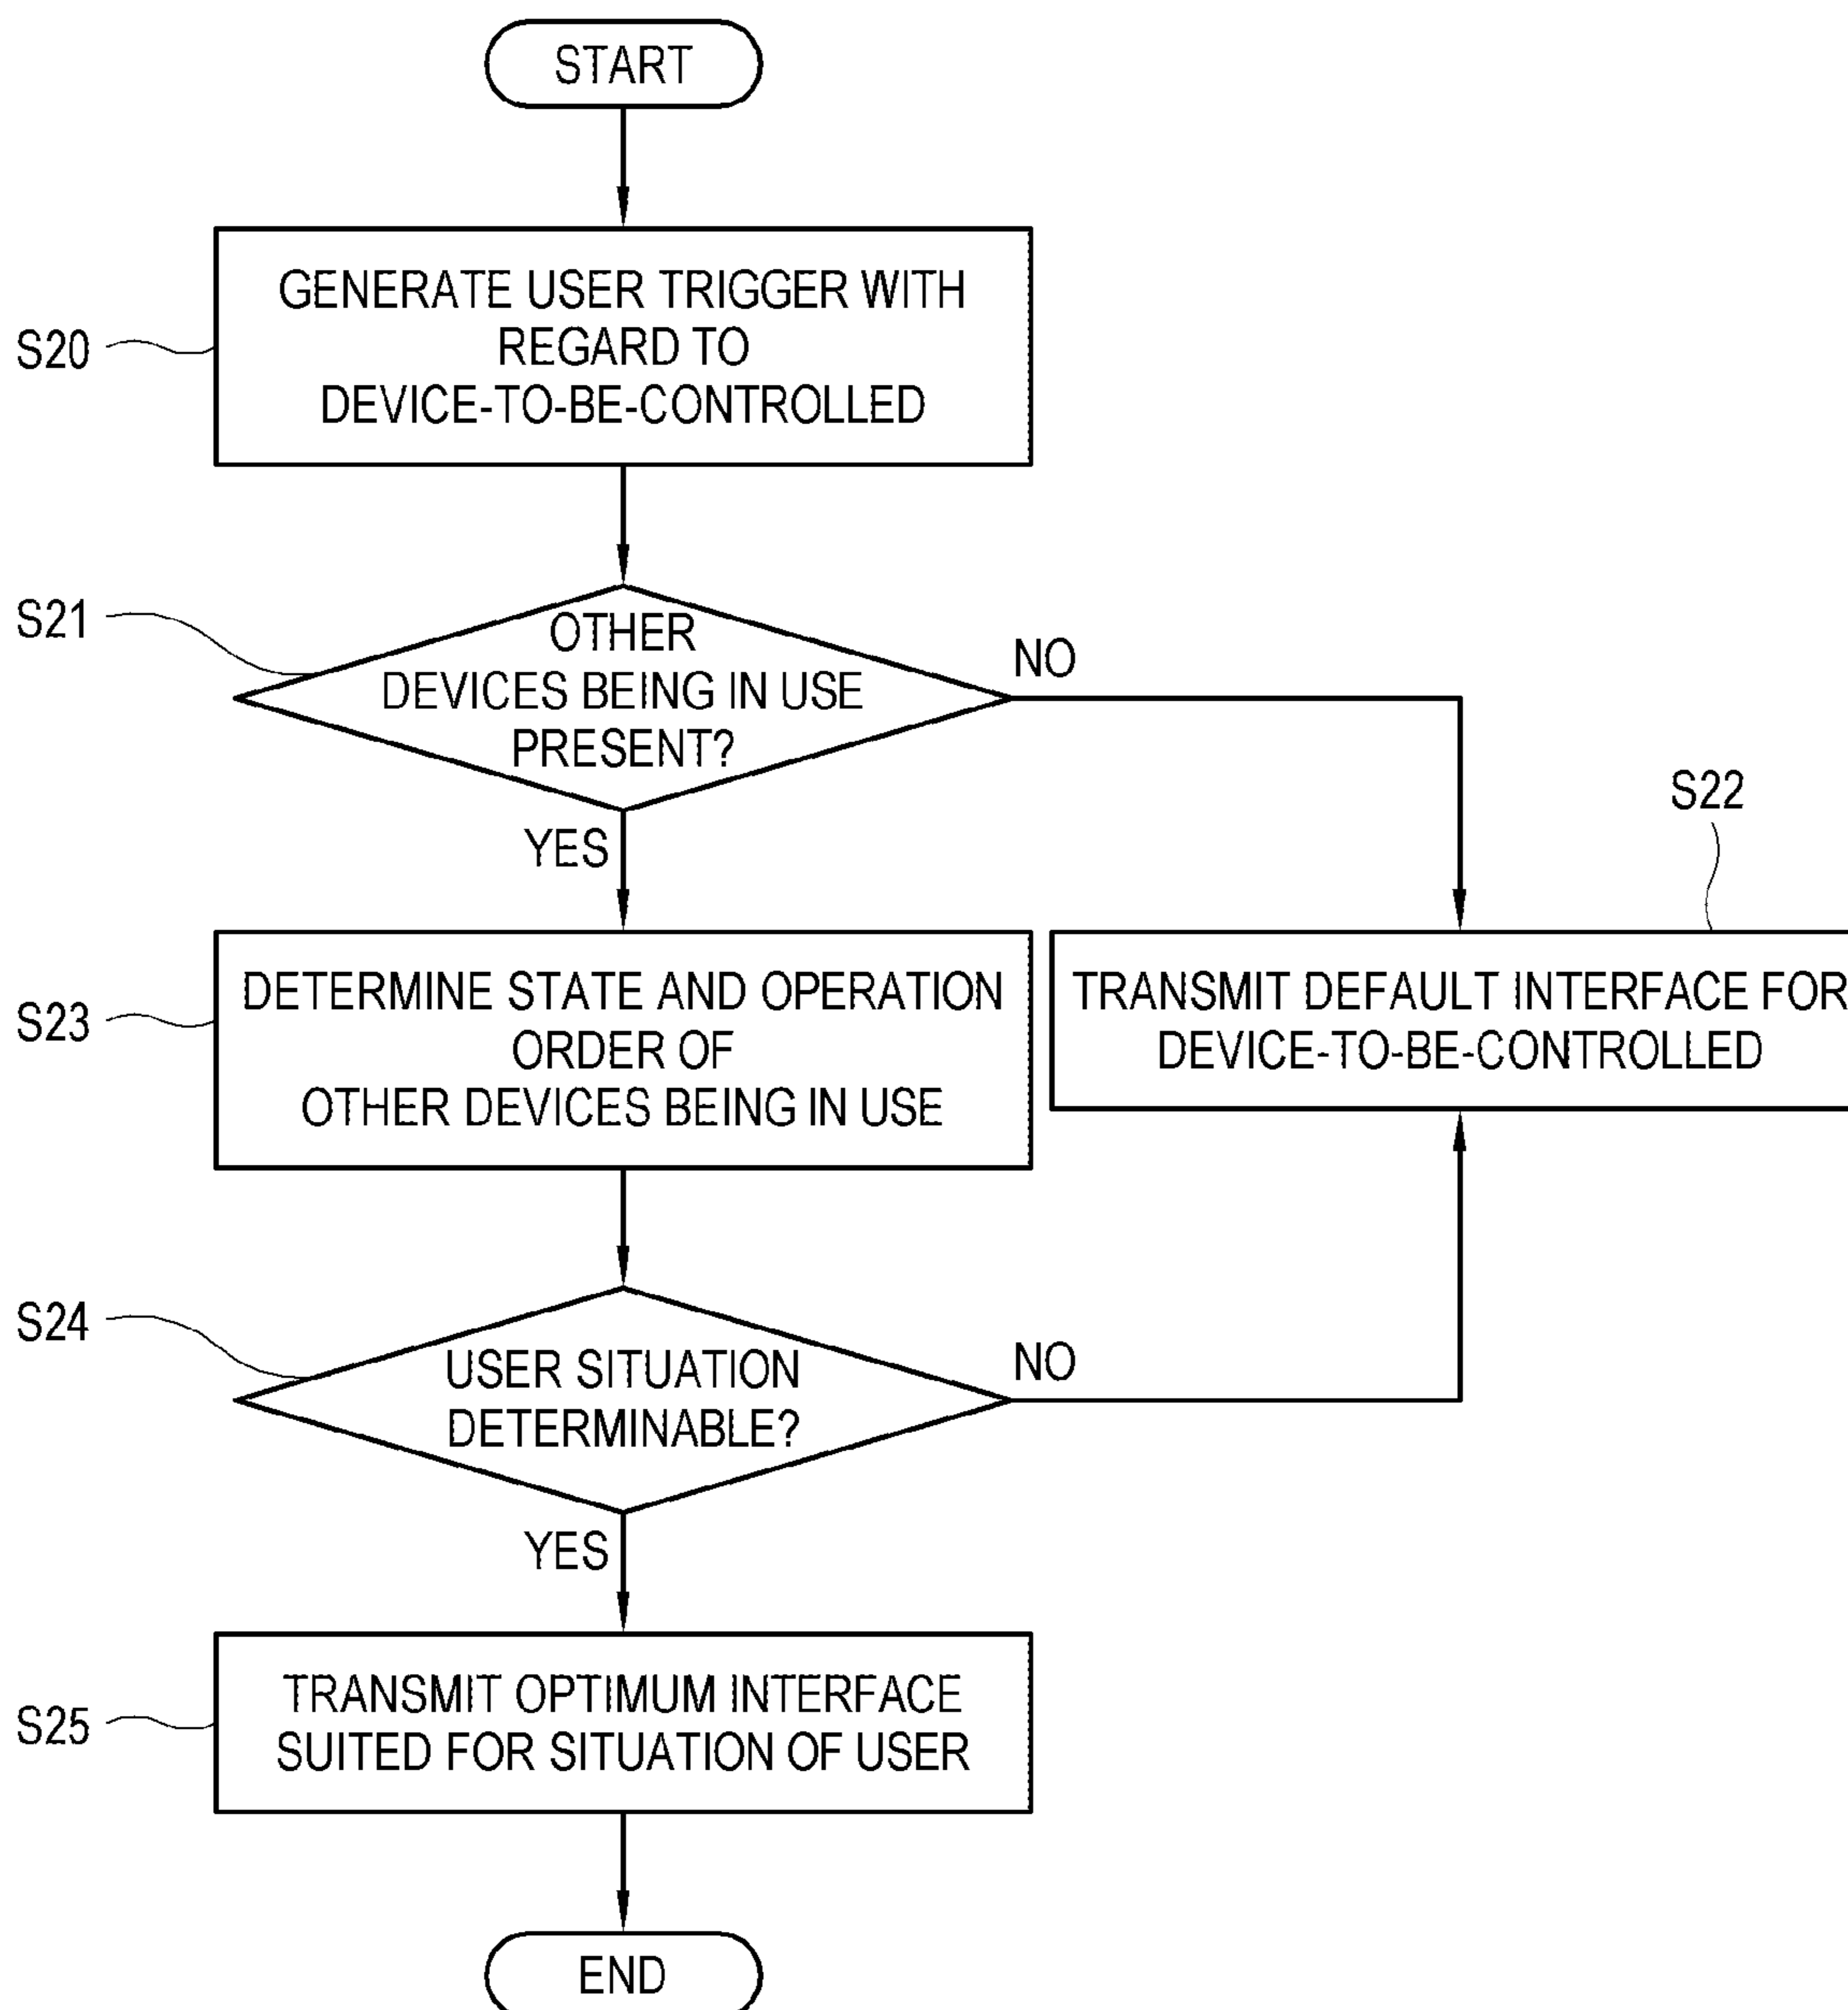 START
S20
GENERATE USER TRIGGER WITH
REGARD TO
DEVICE-TO-BE-CONTROLLED
S21
OTHER
DEVICES BEING IN USE
PRESENT?
NO
YES
S22
S23
DETERMINE STATE AND OPERATION
ORDER OF
OTHER DEVICES BEING IN USE
TRANSMIT DEFAULT INTERFACE FOR
DEVICE-TO-BE-CONTROLLED
S24
USER SITUATION
DETERMINABLE?
NO
YES
S25
TRANSMIT OPTIMUM INTERFACE
SUITED FOR SITUATION OF USER
END